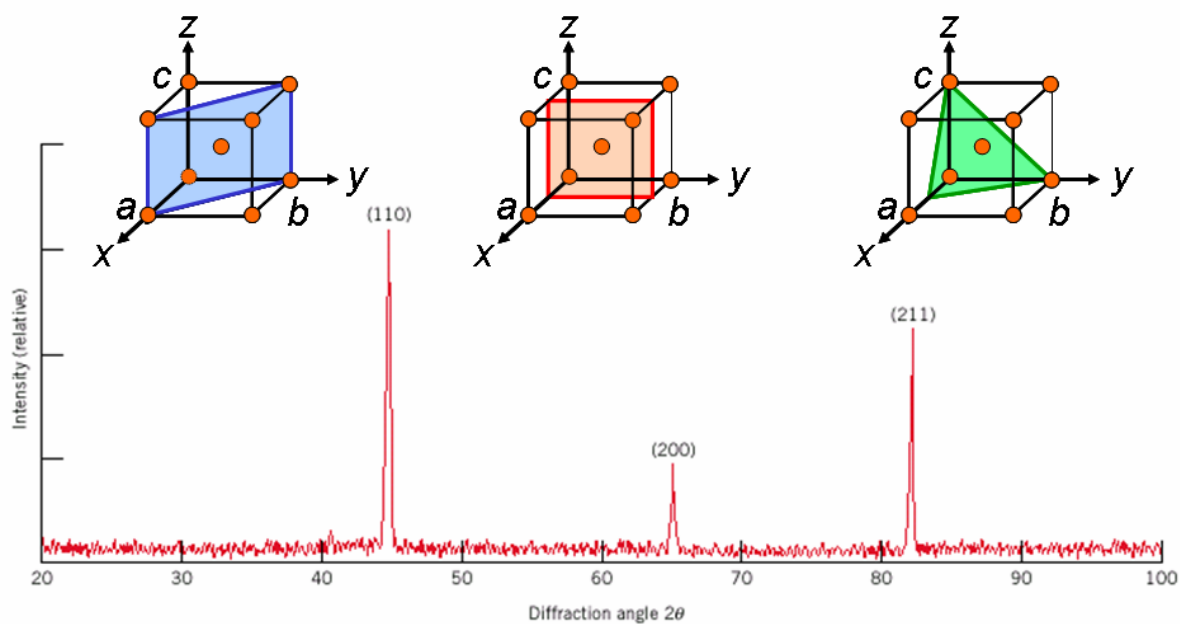 z
c
y
a
b
x
z
c
y
a
b
x
z
c
y
a
b
x
(110)
(200)
(211)
Intensity (relative)
20 30 40 50 60 70 80 90 100
Diffraction angle 2θ